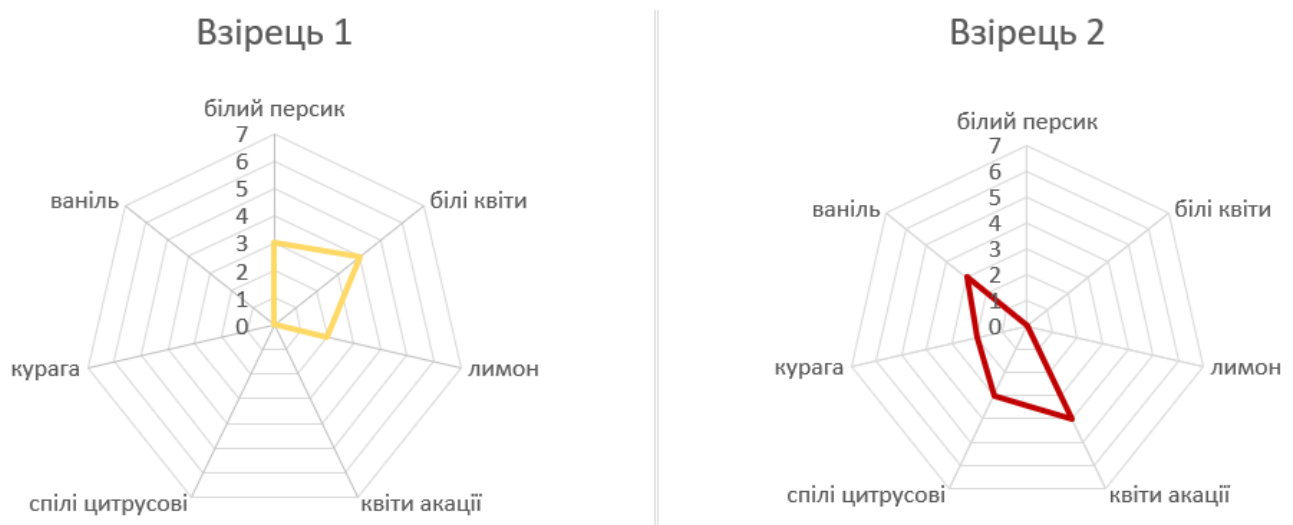 Взірець 1
білий персик
7
6
5
4
3
2
1
0
ваніль
білі квіти
курага
лимон
спілі цитрусові
квіти акації
Взірець 2
білий персик
7
6
5
4
3
2
1
0
ваніль
білі квіти
курага
лимон
спілі цитрусові
квіти акації